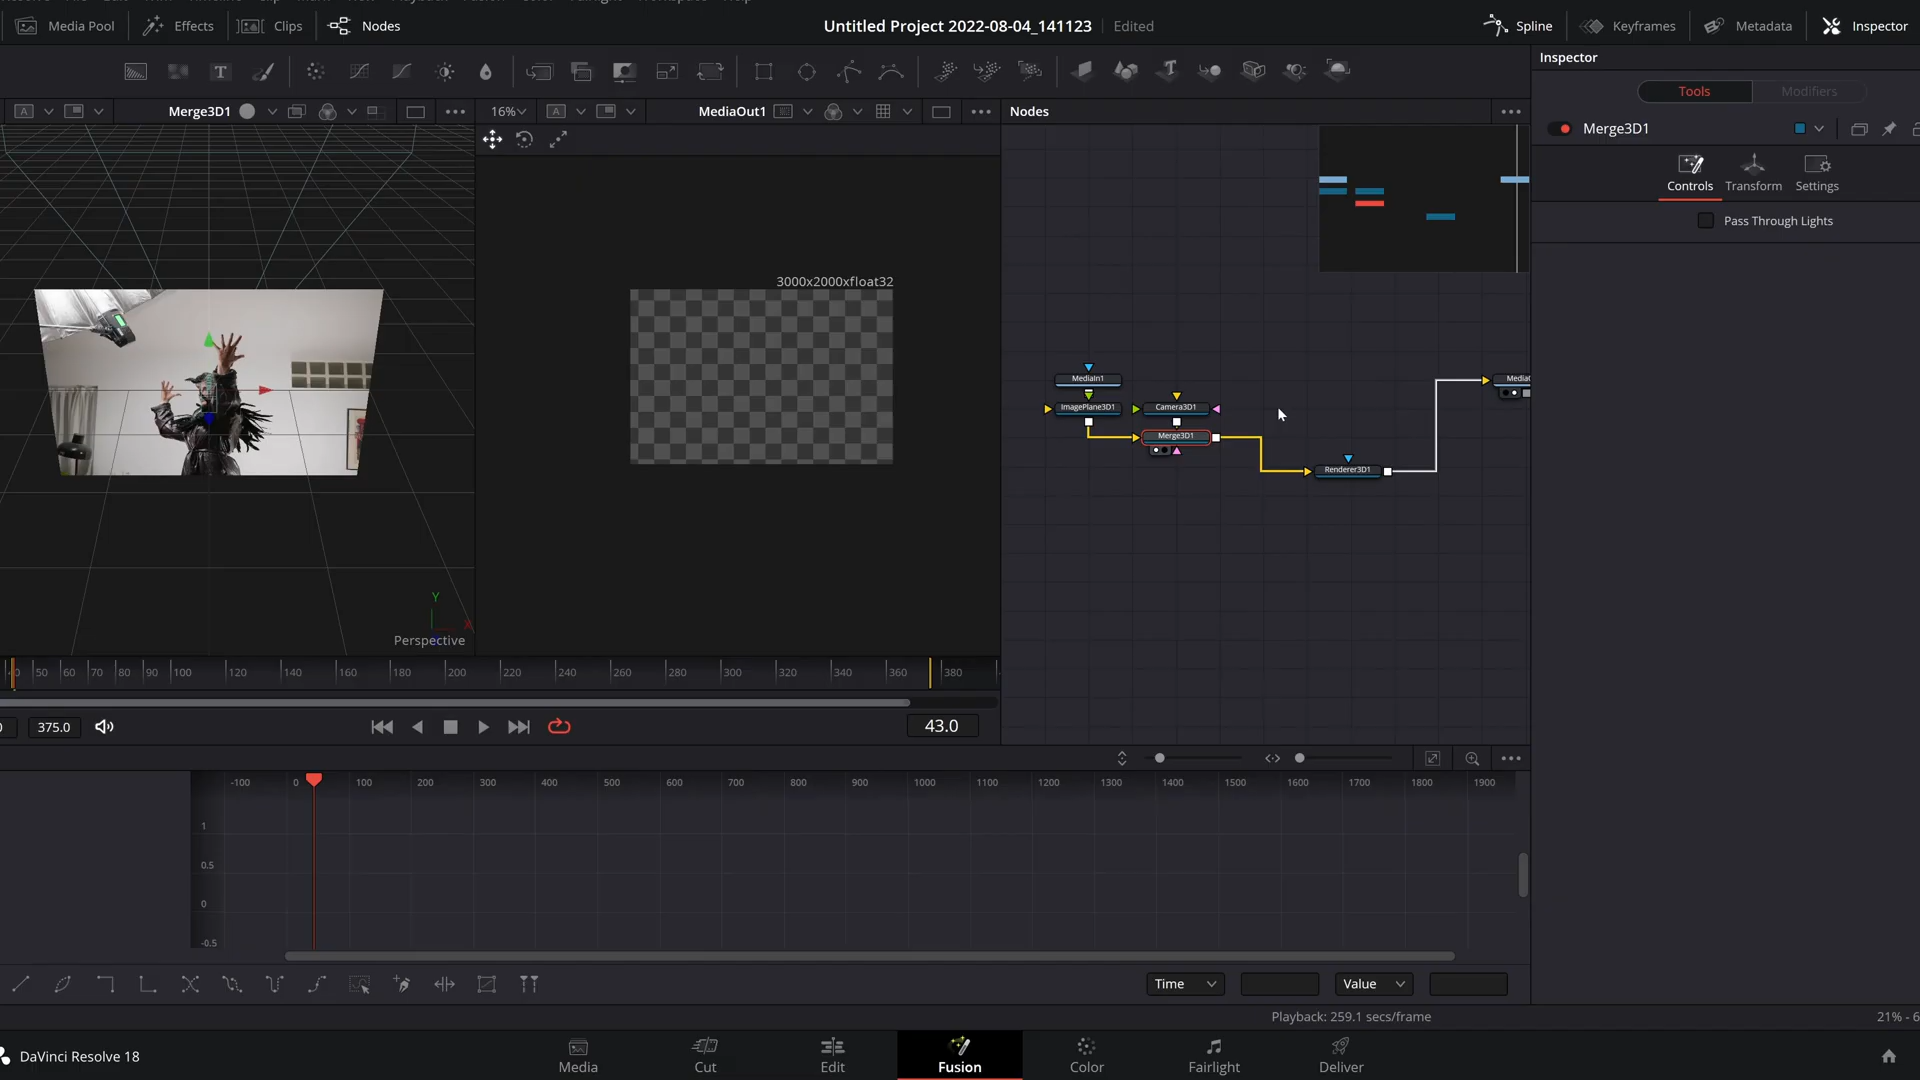 Media Pool
Effects
Clips
Nodes
Untitled Project 2022-08-04_141123
Edited
Spline
Keyframes
Metadata
Inspector
Inspector
T
T
A
Merge3D1
16%
A
MediaOut1
Nodes
Tools
Modifiers
Merge3D1
Controls
Transform
Settings
Pass Through Lights
3000x2000xfloat32
MediaIn1
ImagePlane3D1
Camera3D1
Merge3D1
Renderer3D1
Y
X
Perspective
50 60 70 80 90 100 120 140 160 180 200 220 240 260 280 300 320 340 360 380
375.0
43.0
-100 0 100 200 300 400 500 600 700 800 900 1000 1100 1200 1300 1400 1500 1600 1700 1800 1900
1
0.5
0
-0.5
Time
Value
Playback: 259.1 secs/frame
21% - 6
DaVinci Resolve 18
Media
Cut
Edit
Fusion
Color
Fairlight
Deliver